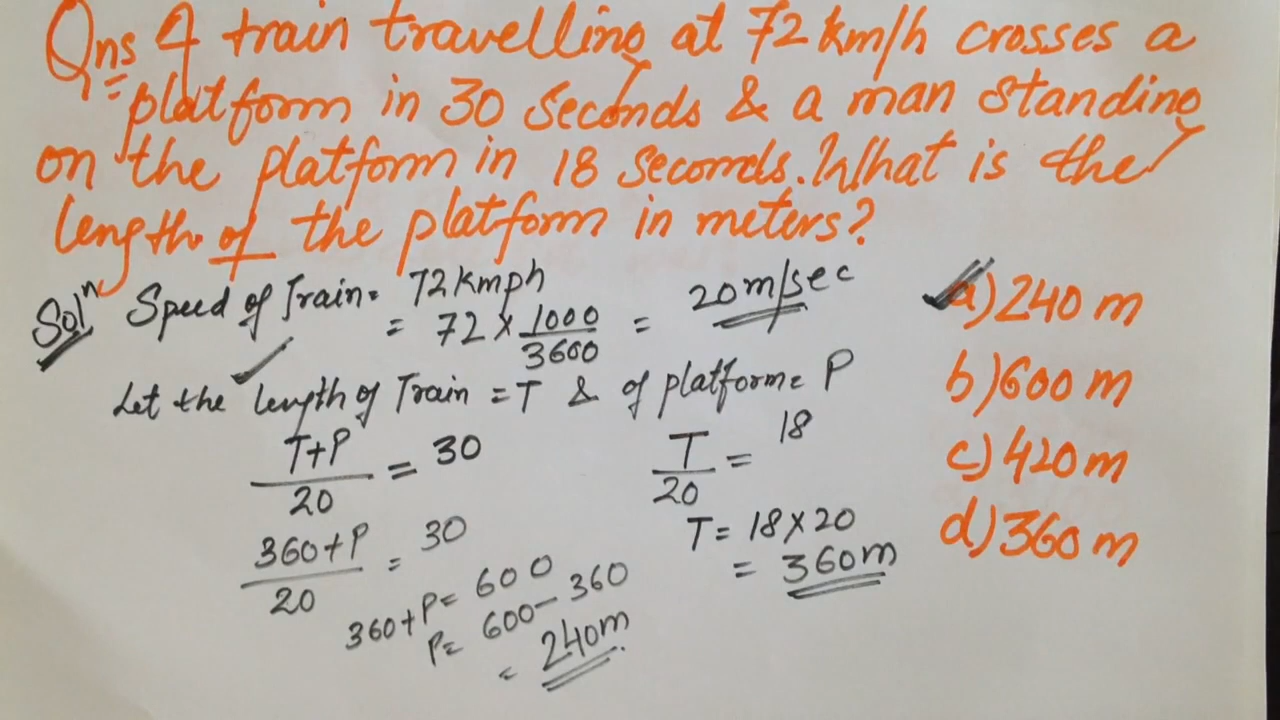 Qns A train travelling at 72 km/h crosses a
platform in 30 seconds & a man standing
on the platform in 18 seconds. What is the
length of the platform in meters?
Solⁿ Speed of Train = 72 kmph
= 72 × 1000/3600 = 20 m/sec
Let the length of Train = T & of platform = P
T+P/20 = 30
360+P/20 = 30
360+P = 600
P = 600 - 360
= 240m
T/20 = 18
T = 18 × 20
= 360m
a) 240 m
b) 600 m
c) 420 m
d) 360 m